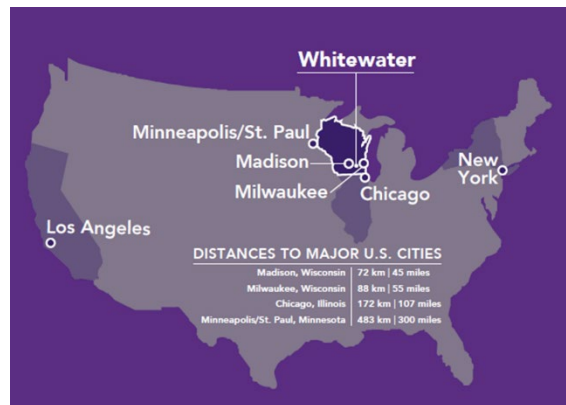 Whitewater
Minneapolis/St. Paul
Madison
Milwaukee
Chicago
New
York
Los Angeles
DISTANCES TO MAJOR U.S. CITIES
Madison, Wisconsin | 72 km | 45 miles
Milwaukee, Wisconsin | 88 km | 55 miles
Chicago, Illinois | 172 km | 107 miles
Minneapolis/St. Paul, Minnesota | 483 km | 300 miles